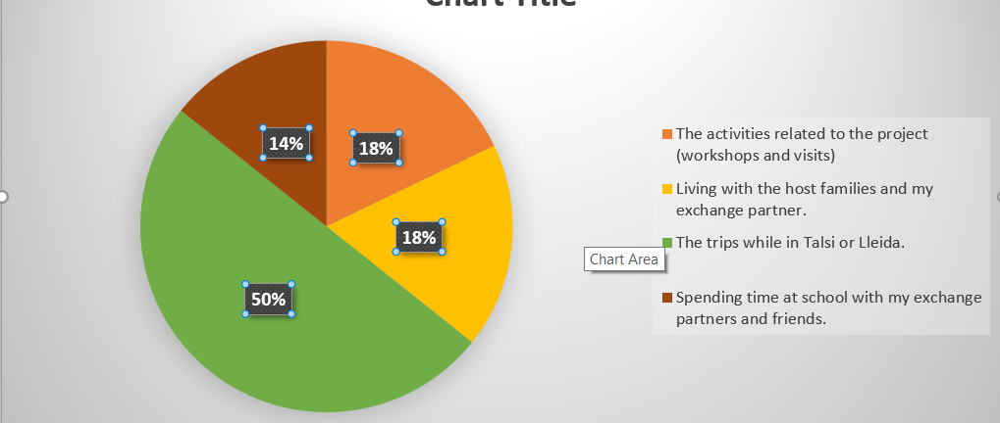 Chart Title
14%
18%
18%
50%
The activities related to the project
(workshops and visits)
Living with the host families and my
exchange partner.
The trips while in Talsi or Lleida.
Chart Area
Spending time at school with my exchange
partners and friends.